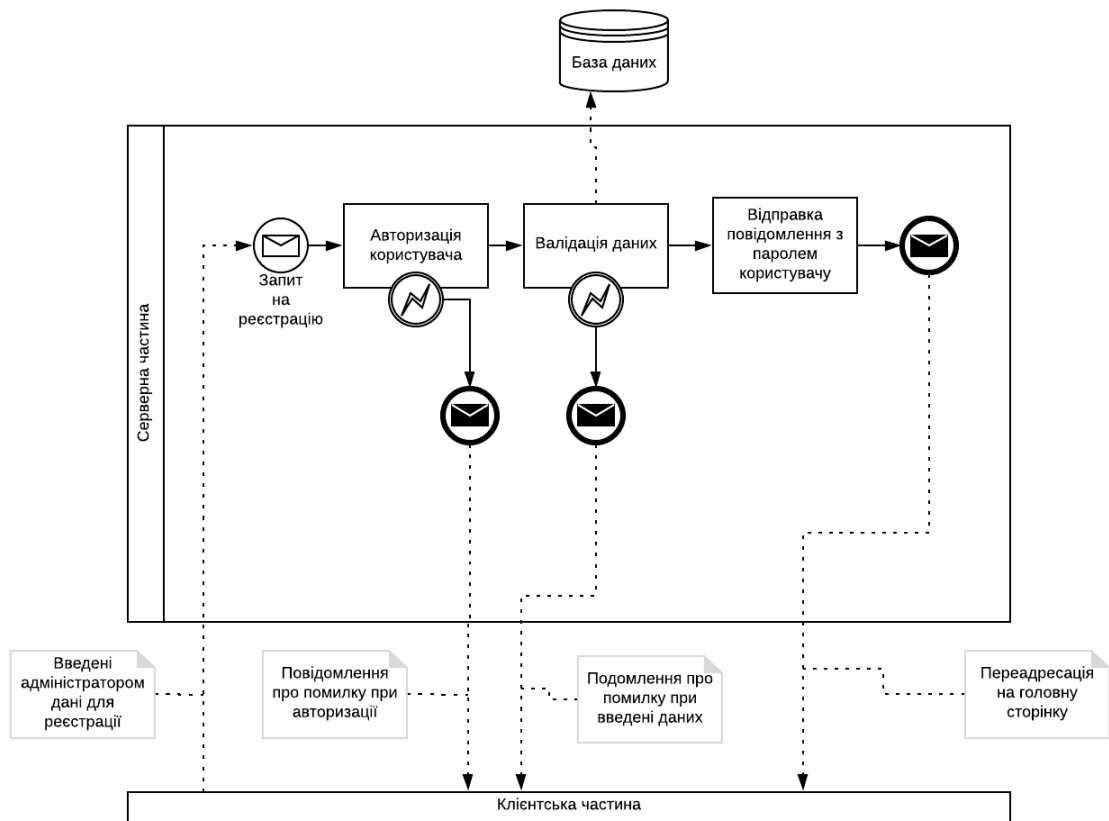 База даних
Серверна частина
Авторизація
користувача
Валідація даних
Відправка
повідомлення з
паролем
користувачу
Запит
на
реєстрацію
Введені
адміністратором
дані для
реєстрації
Повідомлення
про помилку при
авторизації
Подомлення про
помилку при
введені даних
Переадресація
на головну
сторінку
Клієнтська частина